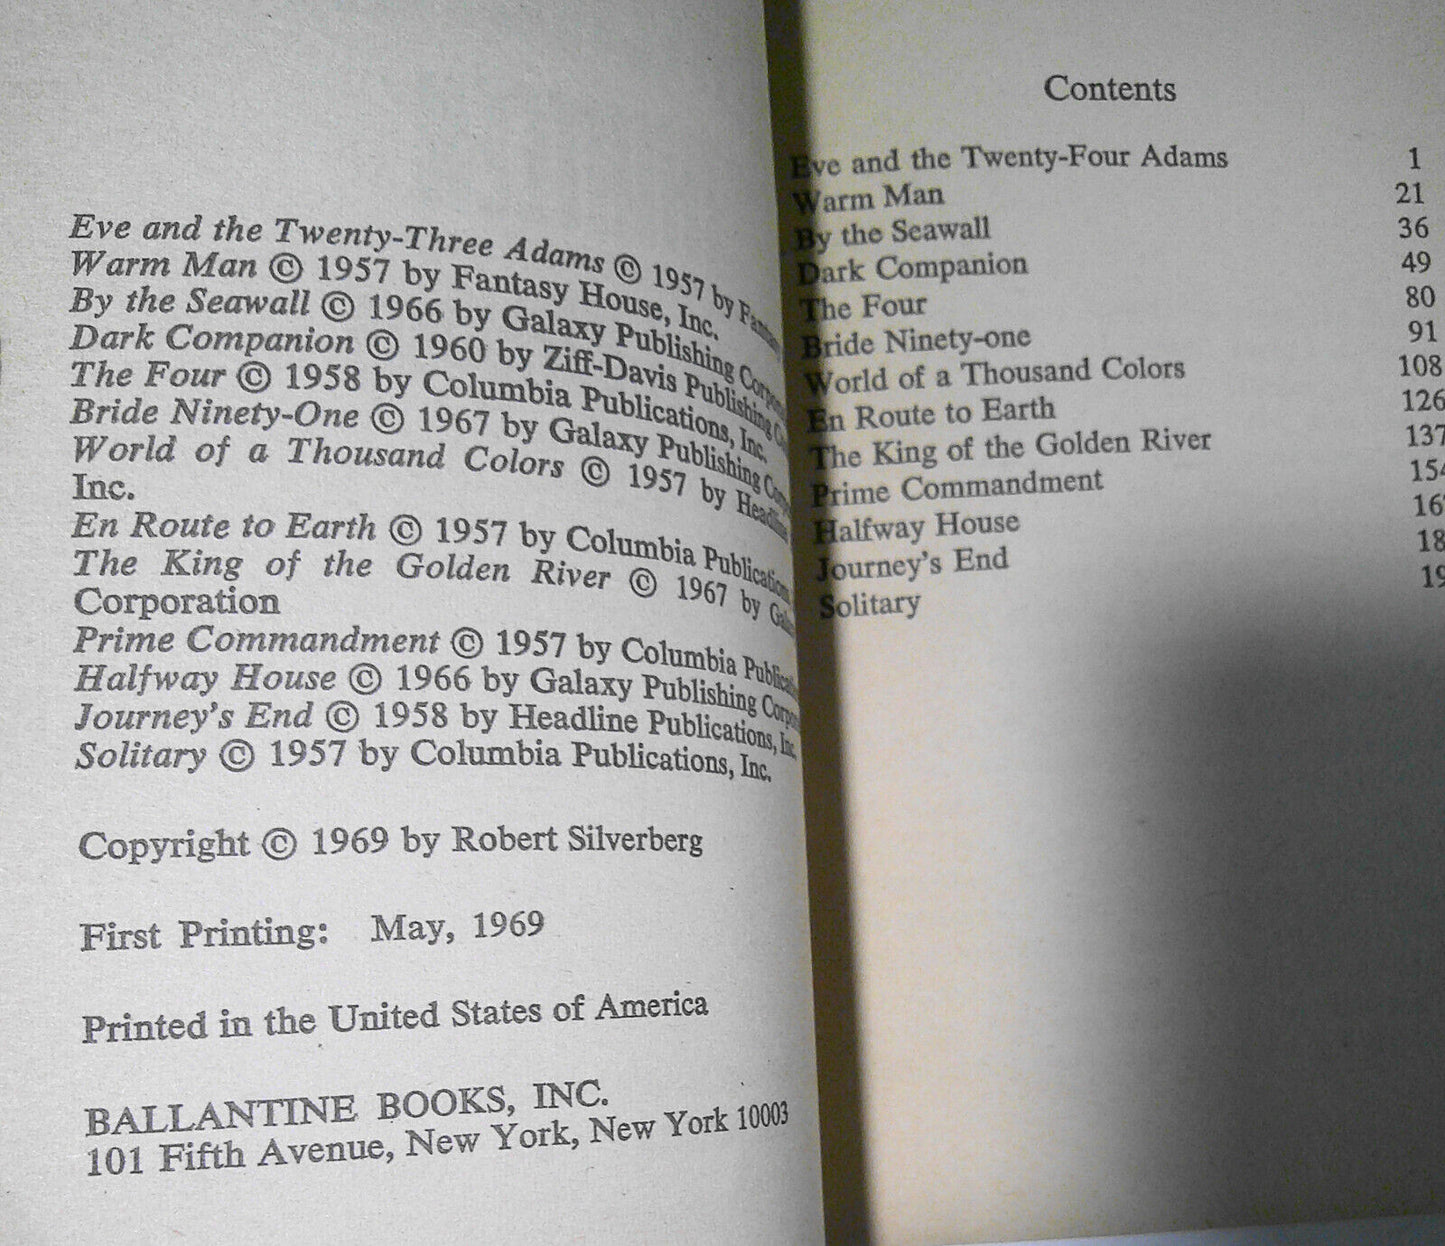 Eve and the Twenty-Three Adams © 1957 by
Warm Man © 1957 by Fantasy House, Inc.
By the Seawall © 1966 by Galaxy Publishing
Dark Companion © 1960 by Ziff-Davis Publishing
The Four © 1958 by Columbia Publications, Inc.
Bride Ninety-One © 1967 by Galaxy Publishing
World of a Thousand Colors © 1957 by
Inc.
En Route to Earth © 1957 by Columbia
The King of the Golden River © 1967 by
Corporation
Prime Commandment © 1957 by Columbia
Halfway House © 1966 by Galaxy Publishing
Journey's End © 1958 by Headline Publications, Inc.
Solitary © 1957 by Columbia Publications, Inc.
Copyright © 1969 by Robert Silverberg
First Printing: May, 1969
Printed in the United States of America
BALLANTINE BOOKS, INC.
101 Fifth Avenue, New York, New York 10003
Contents
Eve and the Twenty-Four Adams 1
Warm Man 21
By the Seawall 36
Dark Companion 49
The Four 80
Bride Ninety-one 91
World of a Thousand Colors 108
En Route to Earth 126
The King of the Golden River 137
Prime Commandment
Halfway House
Journey's End
Solitary